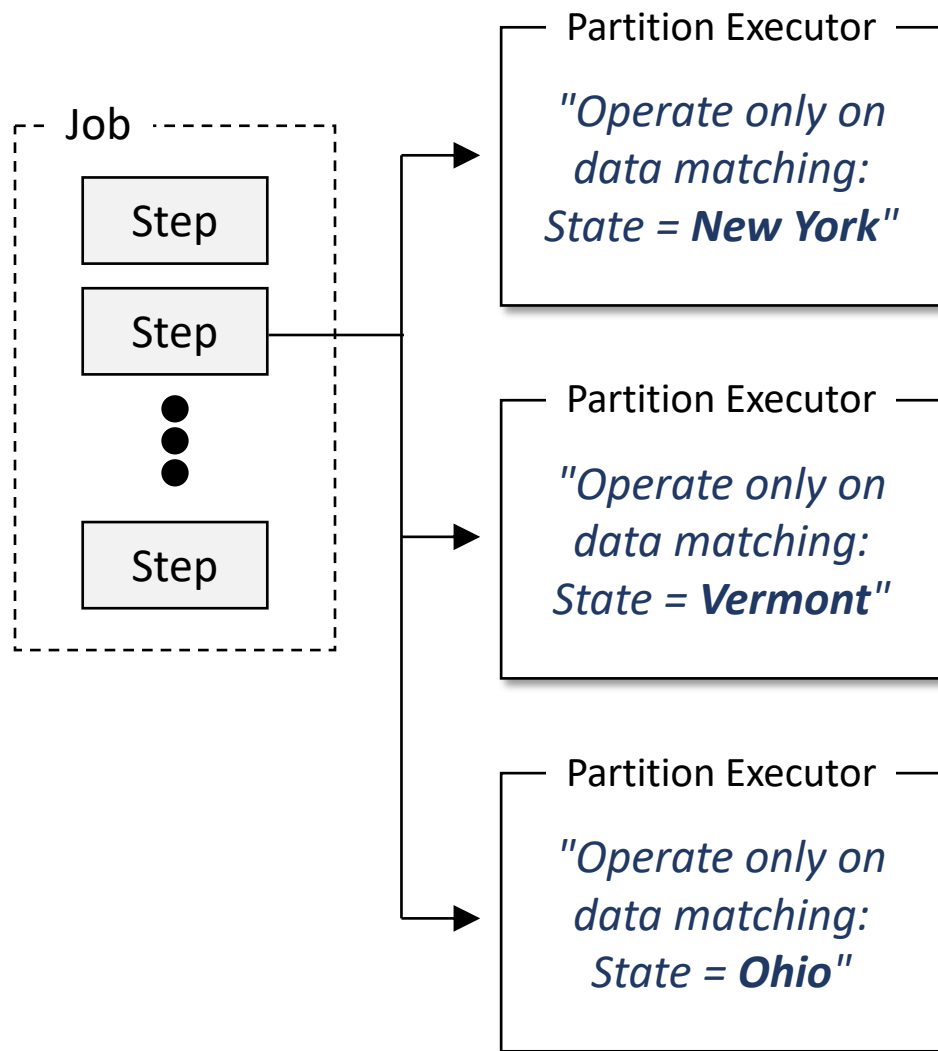 Job
Step
Step
Step
Partition Executor
"Operate only on
data matching:
State = New York"
Partition Executor
"Operate only on
data matching:
State = Vermont"
Partition Executor
"Operate only on
data matching:
State = Ohio"